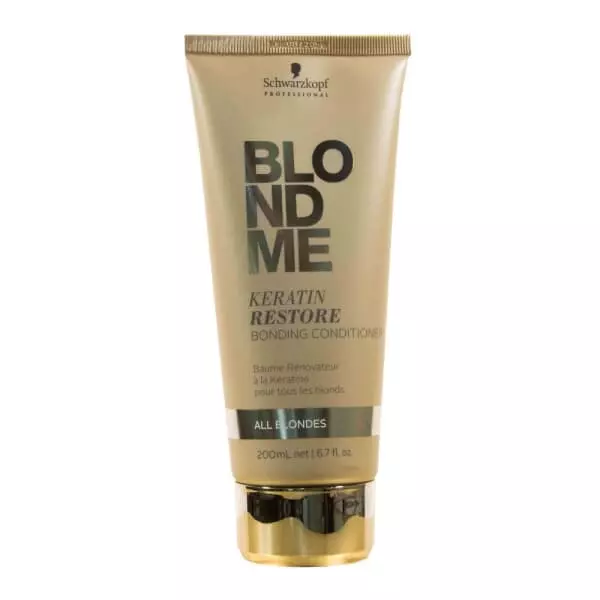 Schwarzkopf
PROFESSIONAL
BLO
ND
ME
KERATIN
RESTORE
BONDING CONDITIONER
Baume Rénovateur
à la Kératine
pour tous les blonds
ALL BLONDES
200mL net | 6.7 fl. oz.